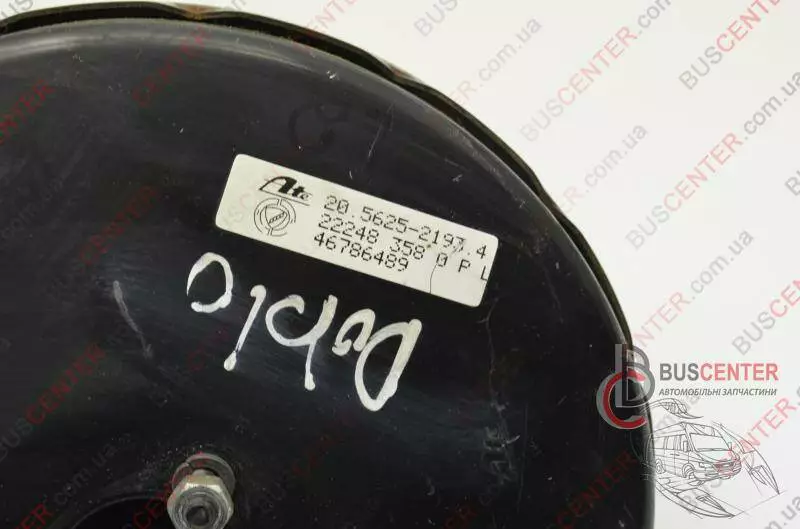 Ate 20.5625-2197.4
22248 358 0 P L
46786489
Doblo
BUSCENTER
АВТОМОБІЛЬНІ ЗАПЧАСТИНИ
BUSCENTER.com.ua